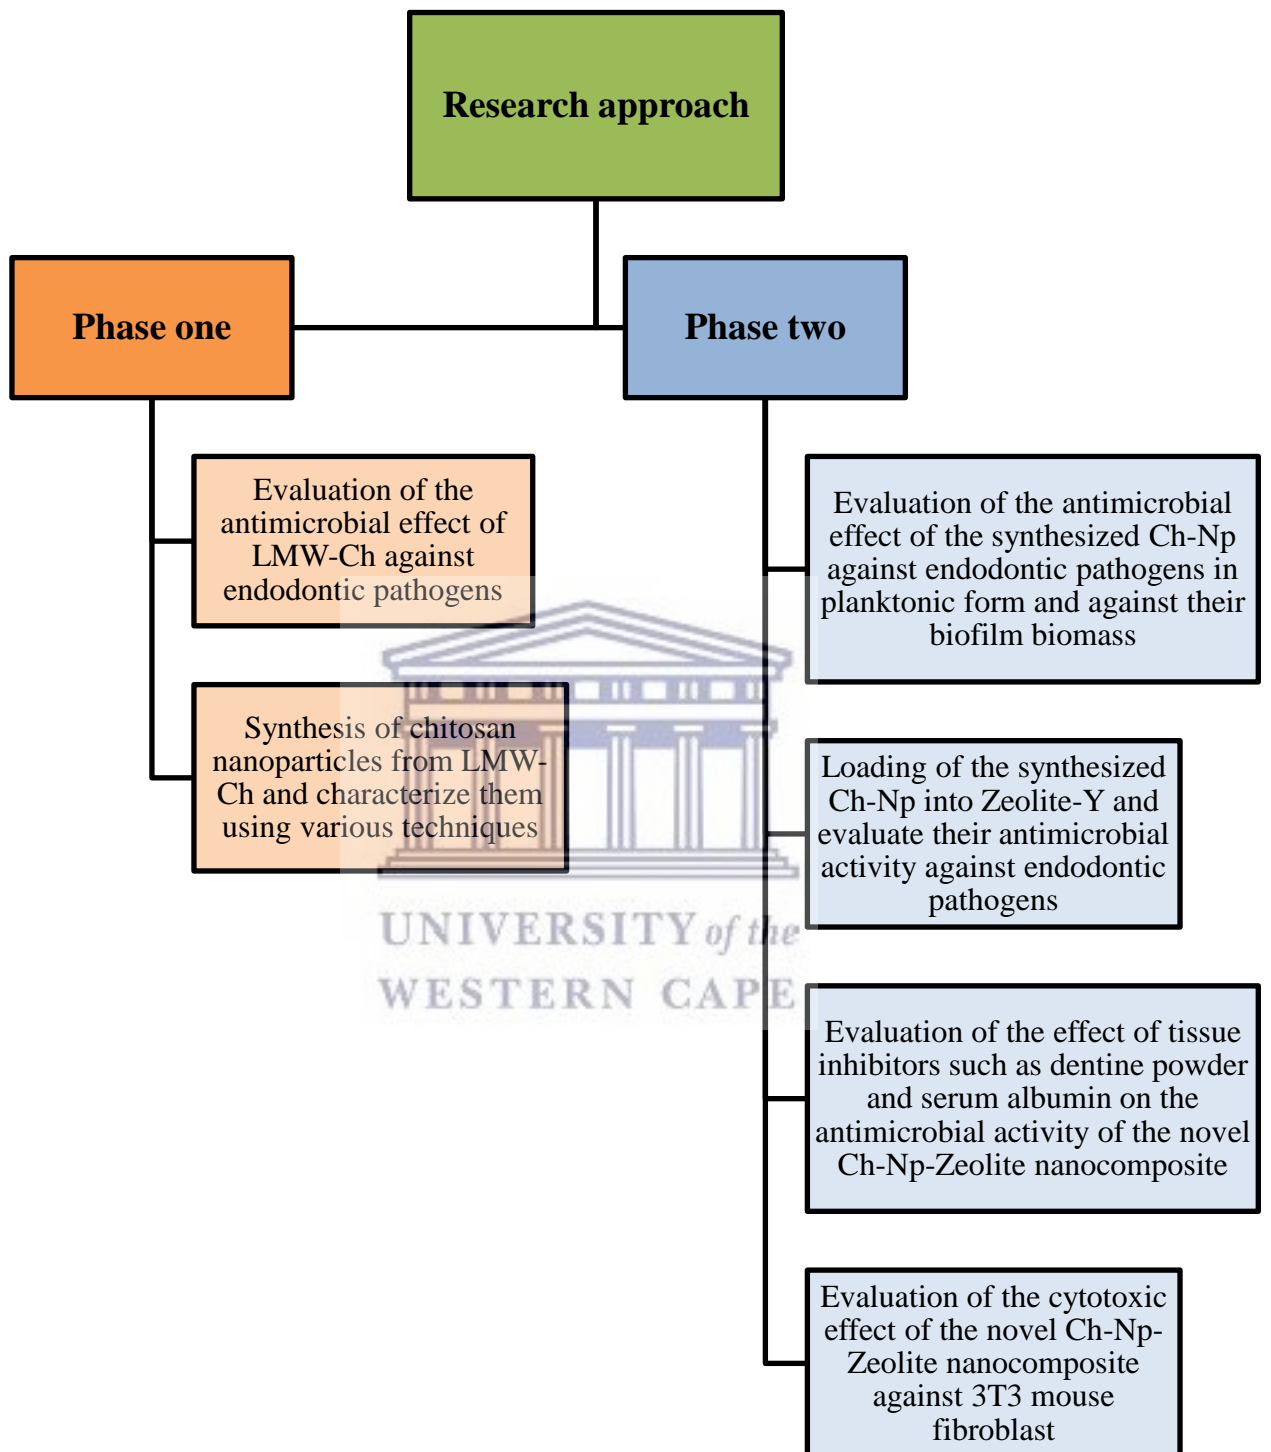 Research approach
Phase one
Phase two
Evaluation of the
antimicrobial effect of
LMW-Ch against
endodontic pathogens
Synthesis of chitosan
nanoparticles from LMW-
Ch and characterize them
using various techniques
Evaluation of the antimicrobial
effect of the synthesized Ch-Np
against endodontic pathogens in
planktonic form and against their
biofilm biomass
Loading of the synthesized
Ch-Np into Zeolite-Y and
evaluate their antimicrobial
activity against endodontic
pathogens
Evaluation of the effect of tissue
inhibitors such as dentine powder
and serum albumin on the
antimicrobial activity of the novel
Ch-Np-Zeolite nanocomposite
Evaluation of the cytotoxic
effect of the novel Ch-Np-
Zeolite nanocomposite
against 3T3 mouse
fibroblast
UNIVERSITY of the
WESTERN CAPE